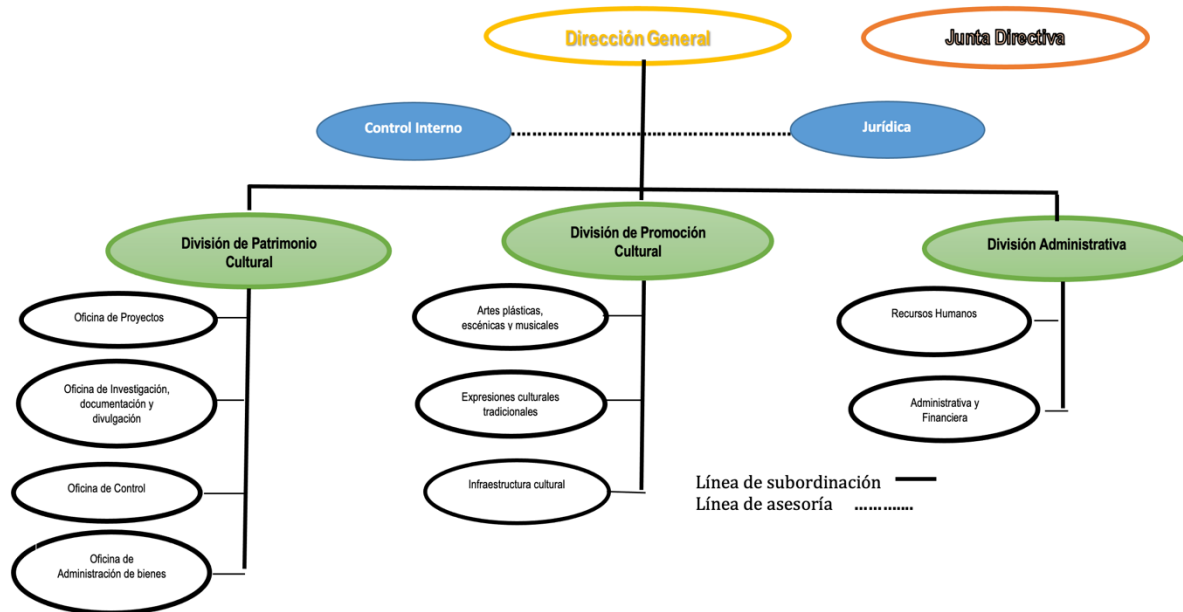 Dirección General
Junta Directiva
Control Interno
Jurídica
División de Patrimonio
Cultural
División de Promoción
Cultural
División Administrativa
Oficina de Proyectos
Oficina de Investigación,
documentación y
divulgación
Oficina de Control
Oficina de
Administración de bienes
Artes plásticas,
escénicas y musicales
Expresiones culturales
tradicionales
Infraestructura cultural
Recursos Humanos
Administrativa y
Financiera
Línea de subordinación
Línea de asesoría ............